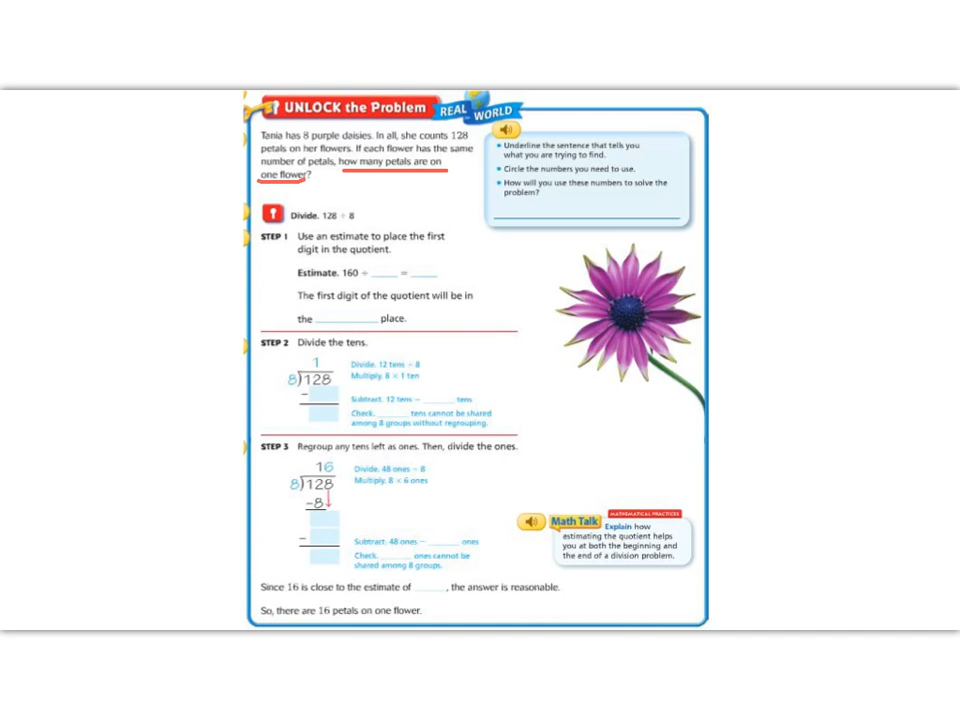 UNLOCK the Problem REAL WORLD
Tania has 8 purple daisies. In all, she counts 128
petals on her flowers. If each flower has the same
number of petals, how many petals are on
one flower?
• Underline the sentence that tells you
what you are trying to find.
• Circle the numbers you need to use.
• How will you use these numbers to solve the
problem?
Divide. 128 ÷ 8
STEP 1 Use an estimate to place the first
digit in the quotient.
Estimate. 160 ÷ ____ = ____
The first digit of the quotient will be in
the ____ place.
STEP 2 Divide the tens.
1
8)128
−
Divide. 12 tens ÷ 8
Multiply. 8 × 1 ten
Subtract. 12 tens − ____ tens
Check. ____ tens cannot be shared
among 8 groups without regrouping.
STEP 3 Regroup any tens left as ones. Then, divide the ones.
16
8)128
−8↓
−
Divide. 48 ones ÷ 8
Multiply. 8 × 6 ones
Subtract. 48 ones − ____ ones
Check. ____ ones cannot be
shared among 8 groups.
MATHEMATICAL PRACTICES
Math Talk Explain how
estimating the quotient helps
you at both the beginning and
the end of a division problem.
Since 16 is close to the estimate of ____, the answer is reasonable.
So, there are 16 petals on one flower.